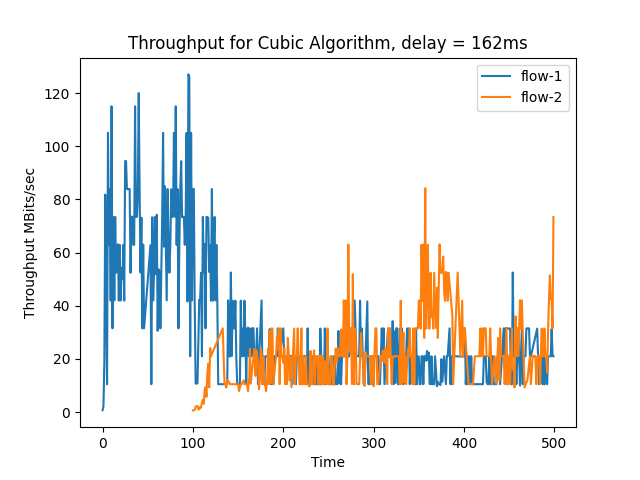 Throughput for Cubic Algorithm, delay = 162ms
flow-1
flow-2
Throughput MBits/sec
120
100
80
60
40
20
0
0 100 200 300 400 500
Time